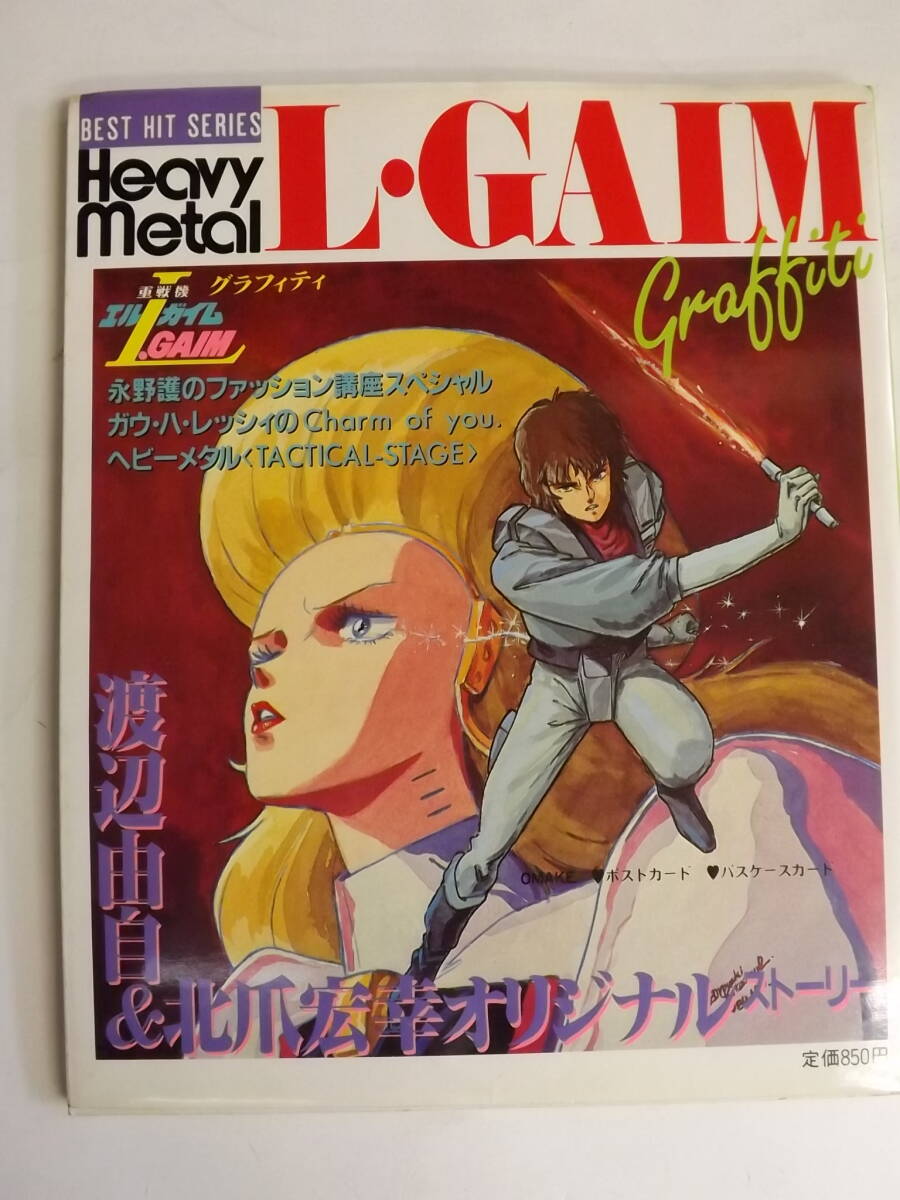 BEST HIT SERIES
Heavy
Metal
L·GAIM
Graffiti
重戦機
エルガイム
L.GAIM
グラフィティ
永野護のファッション講座スペシャル
ガウ・ハ・レッシィのCharm of you.
ヘビーメタル〈TACTICAL-STAGE〉
渡辺由自
&北爪宏幸オリジナル・ストーリー
OMAKE ♥ポストカード ♥パスケースカード
定価850円